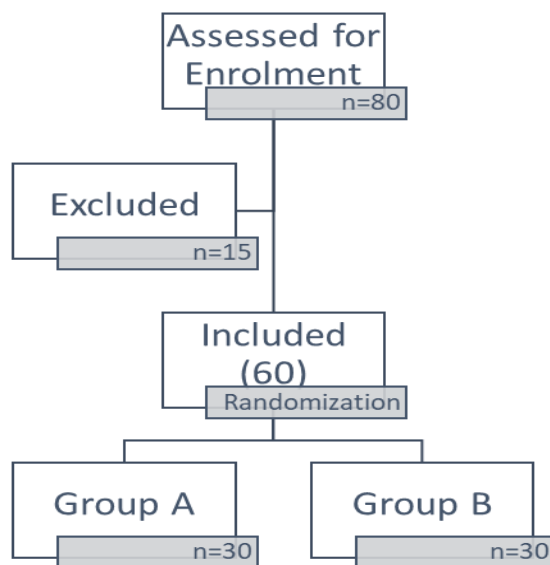 Assessed for
Enrolment
n=80
Excluded
n=15
Included
(60)
Randomization
Group A
n=30
Group B
n=30